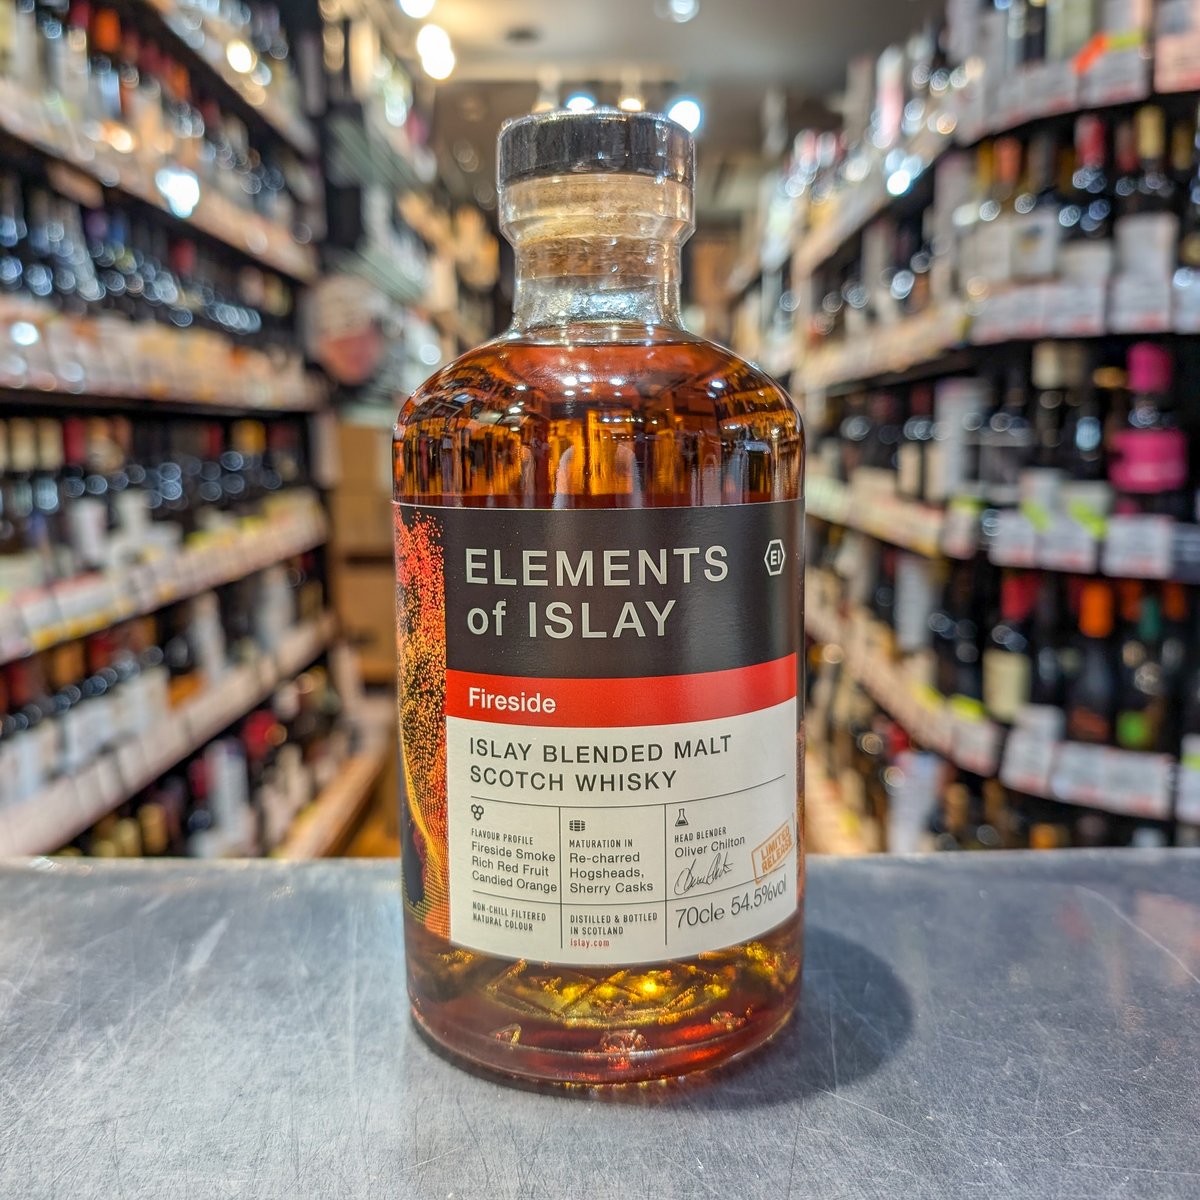 ELEMENTS
of ISLAY
EI
Fireside
ISLAY BLENDED MALT
SCOTCH WHISKY
FLAVOUR PROFILE
Fireside Smoke
Rich Red Fruit
Candied Orange
MATURATION IN
Re-charred
Hogsheads,
Sherry Casks
HEAD BLENDER
Oliver Chilton
LIMITED
RELEASE
NON-CHILL FILTERED
NATURAL COLOUR
DISTILLED & BOTTLED
IN SCOTLAND
islay.com
70cle 54.5%vol